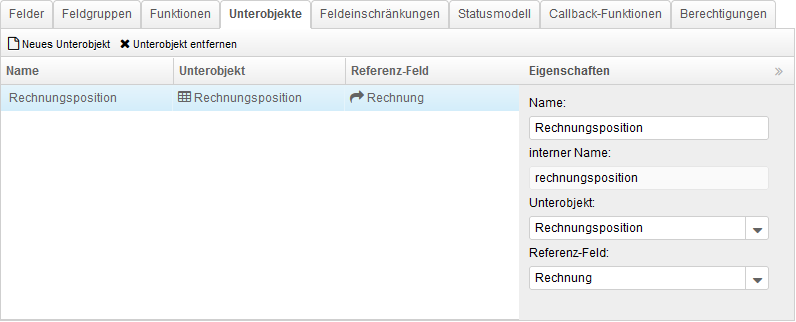 Felder Feldgruppen Funktionen Unterobjekte Feldeinschränkungen Statusmodell Callback-Funktionen Berechtigungen
Neues Unterobjekt Unterobjekt entfernen
Name Unterobjekt Referenz-Feld Eigenschaften »
Rechnungsposition Rechnungsposition Rechnung
Name:
Rechnungsposition
interner Name:
rechnungsposition
Unterobjekt:
Rechnungsposition
Referenz-Feld:
Rechnung